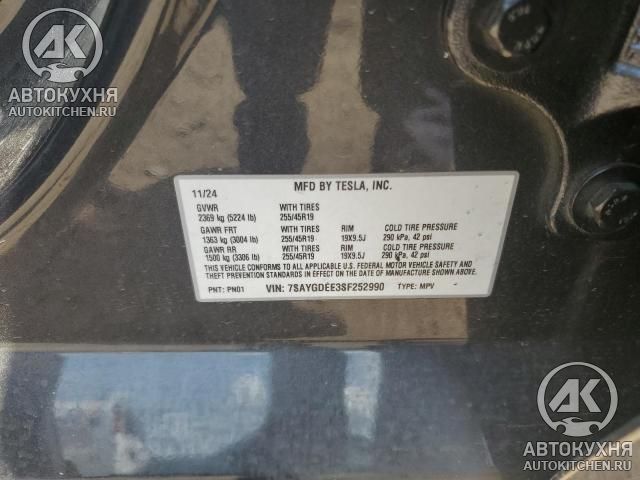 AK
АВТОКУХНЯ
AUTOKITCHEN.RU
11/24 MFD BY TESLA, INC.
GVWR WITH TIRES
2369 kg (5224 lb) 255/45R19
GAWR FRT WITH TIRES RIM COLD TIRE PRESSURE
1363 kg (3004 lb) 255/45R19 19X9.5J 290 kPa, 42 psi
GAWR RR WITH TIRES RIM COLD TIRE PRESSURE
1500 kg (3306 lb) 255/45R19 19X9.5J 290 kPa, 42 psi
THIS VEHICLE CONFORMS TO ALL APPLICABLE U.S. FEDERAL MOTOR VEHICLE SAFETY AND
THEFT PREVENTION STANDARDS IN EFFECT ON THE DATE OF MANUFACTURE SHOWN ABOVE.
PNT: PN01 VIN: 7SAYGDEE3SF252990 TYPE: MPV
AK
АВТОКУХНЯ
AUTOKITCHEN.RU